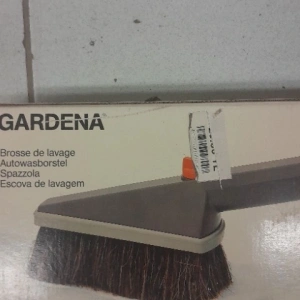 GARDENA®
Brosse de lavage
Autowasborstel
Spazzola
Escova de lavagem